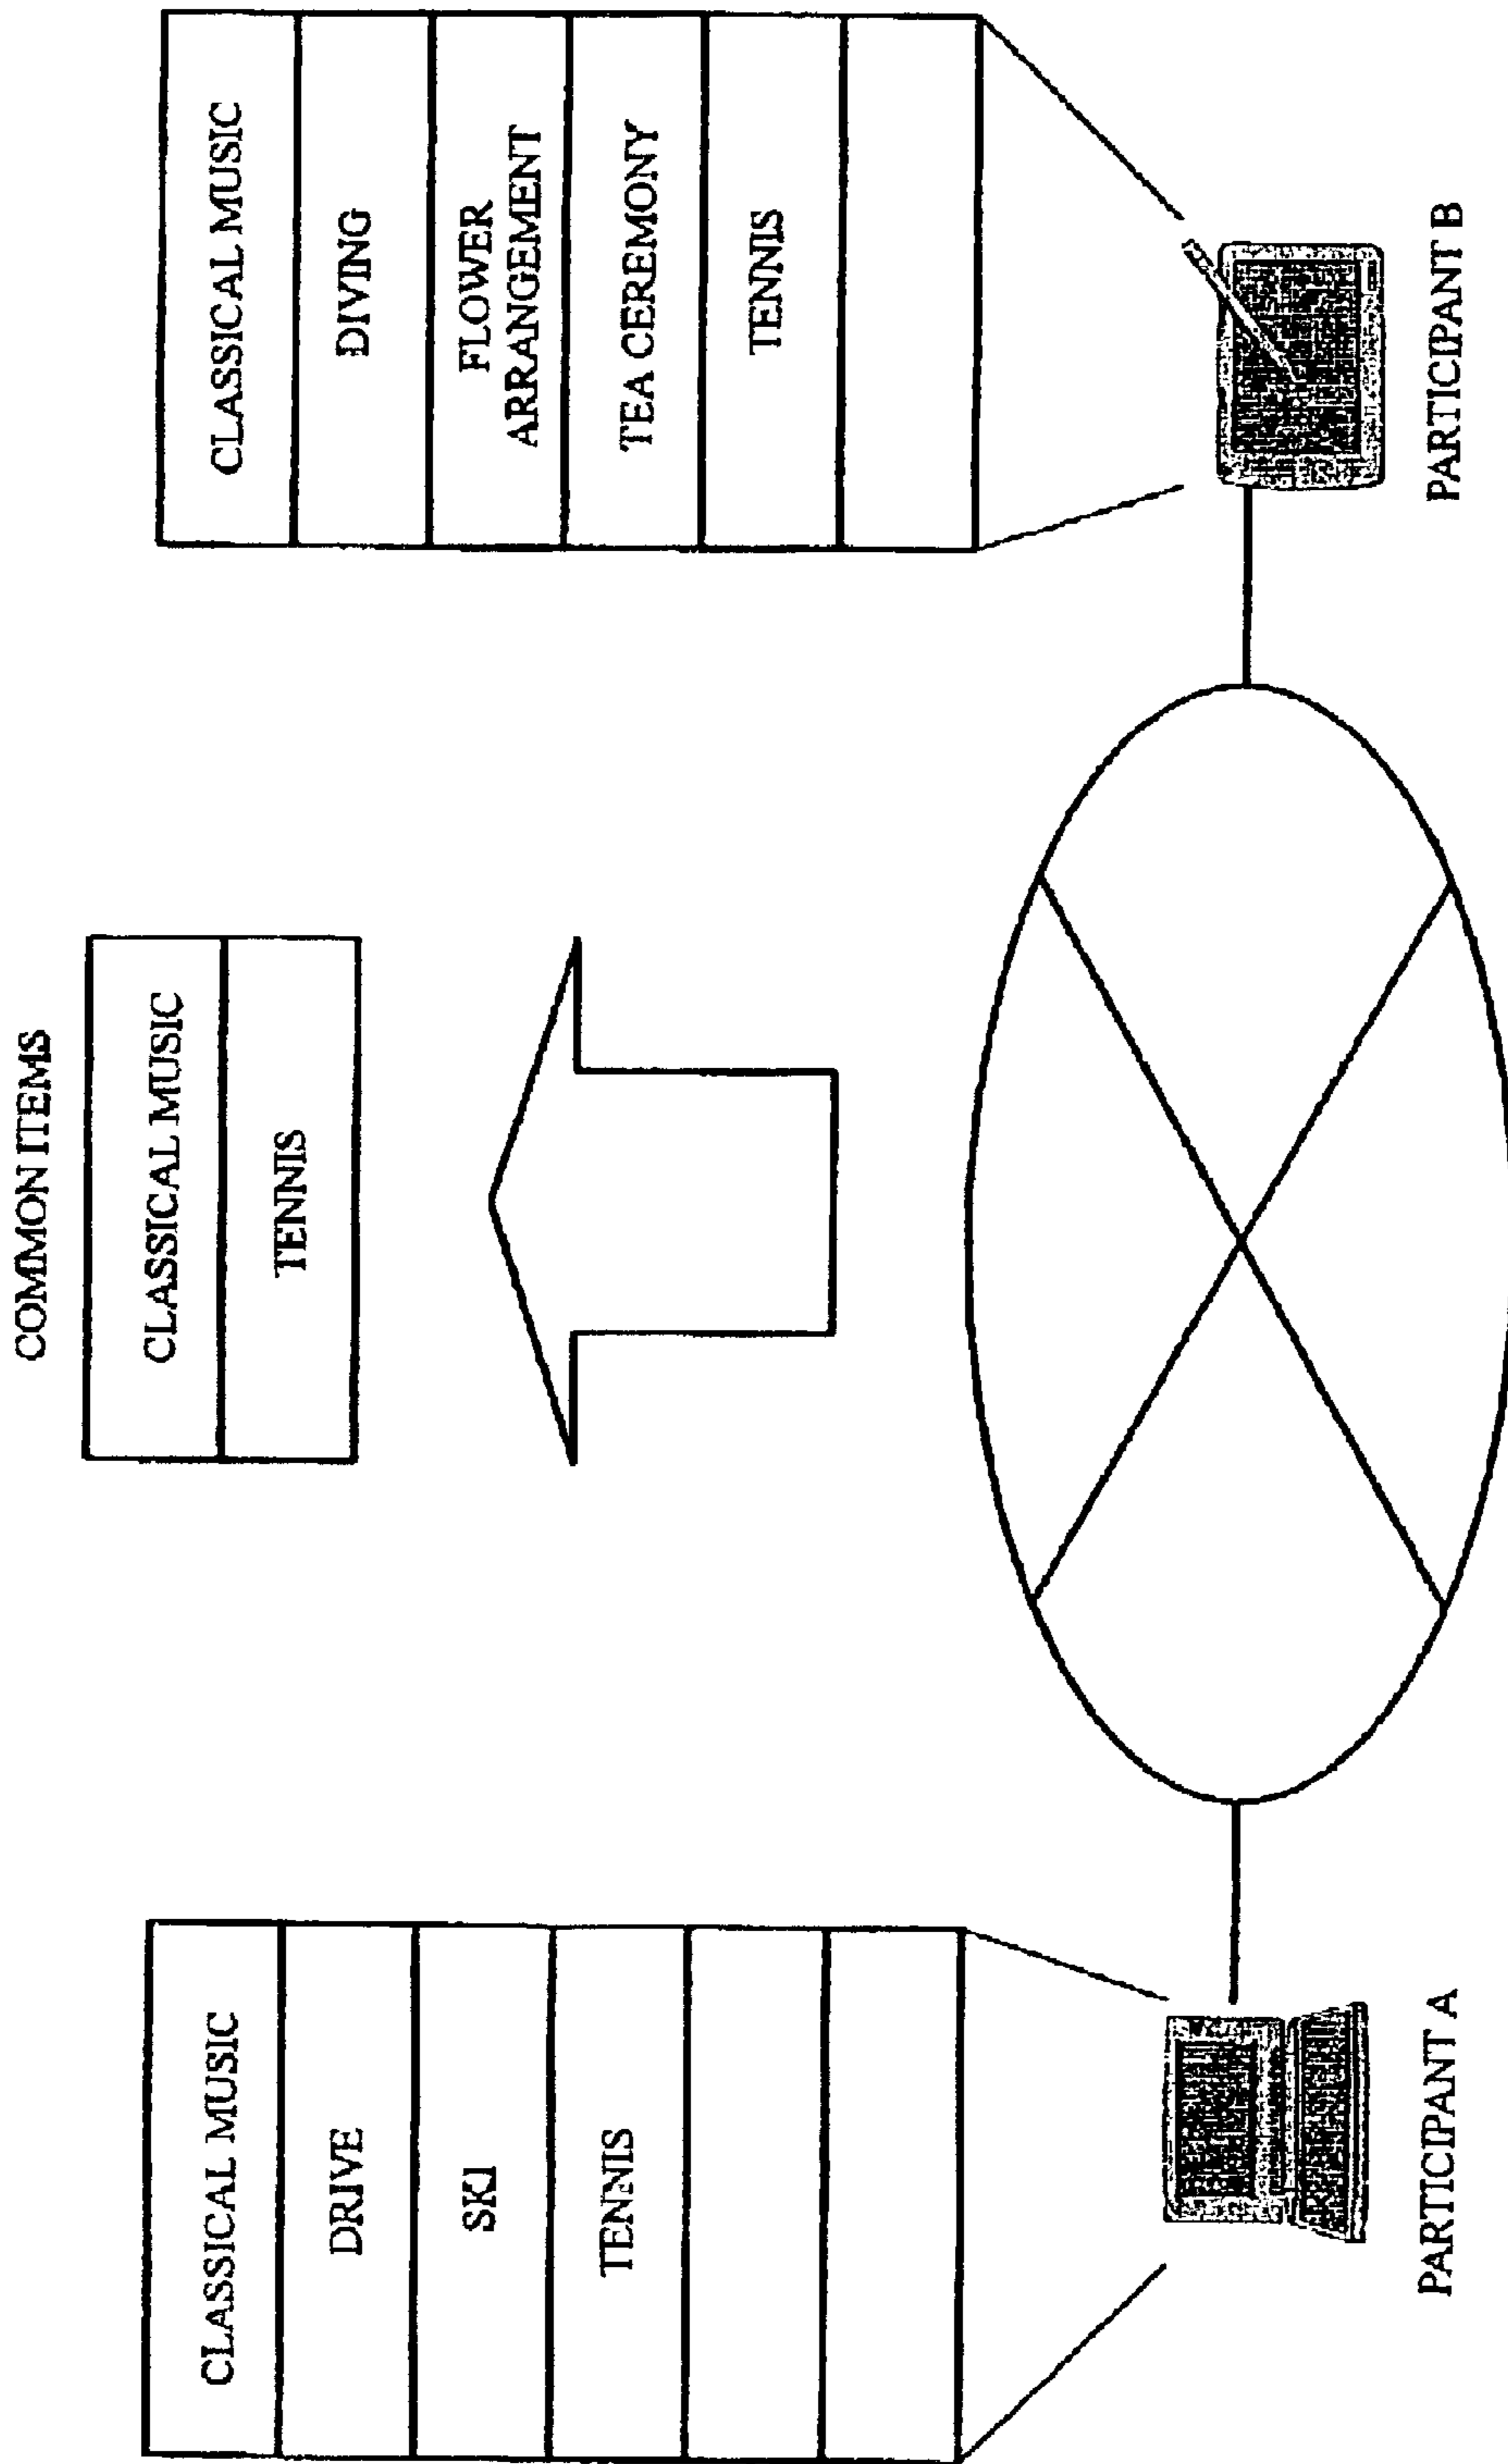 COMMON ITEMS
CLASSICAL MUSIC
TENNIS
CLASSICAL MUSIC
DRIVE
SKI
TENNIS
PARTICIPANT A
CLASSICAL MUSIC
DIVING
FLOWER
ARRANGEMENT
TEA CEREMONY
TENNIS
PARTICIPANT B